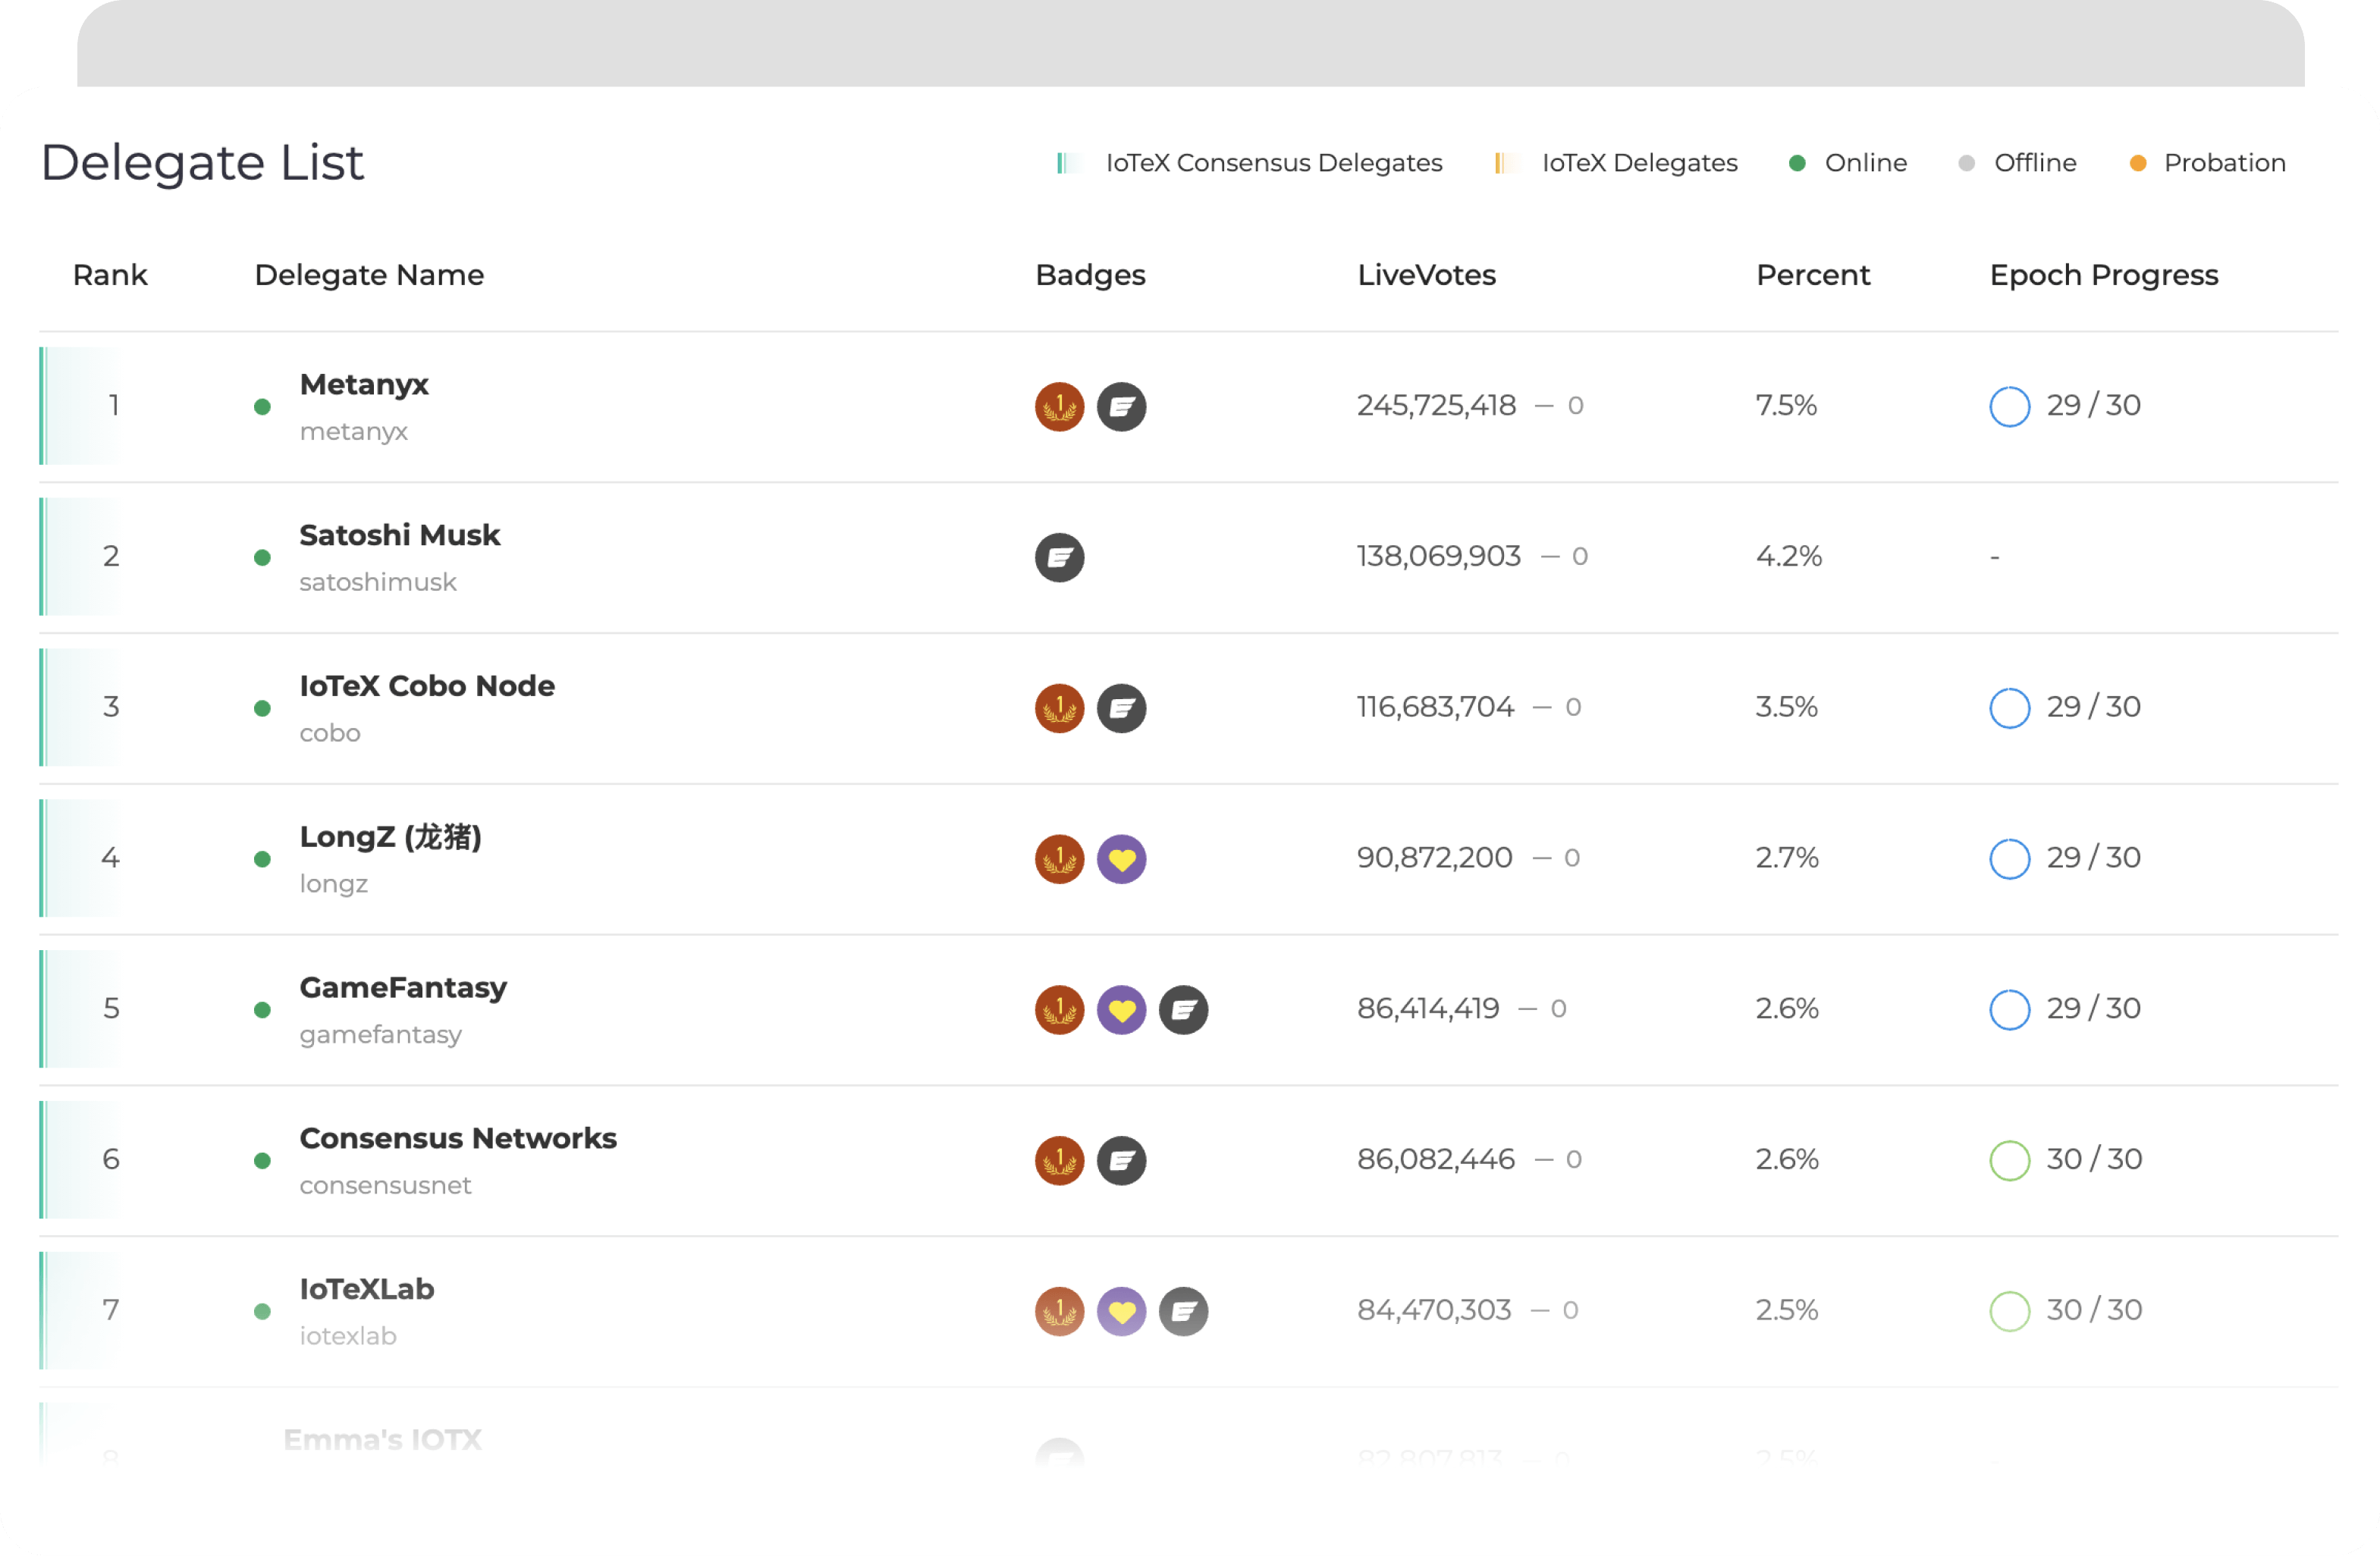 Delegate List
IoTeX Consensus Delegates IoTeX Delegates Online Offline Probation
Rank Delegate Name Badges LiveVotes Percent Epoch Progress
1 Metanyx 1 245,725,418 — 0 7.5% 29 / 30
metanyx
2 Satoshi Musk 138,069,903 — 0 4.2% -
satoshimusk
3 IoTeX Cobo Node 1 116,683,704 — 0 3.5% 29 / 30
cobo
4 LongZ (龙猪) 1 90,872,200 — 0 2.7% 29 / 30
longz
5 GameFantasy 1 86,414,419 — 0 2.6% 29 / 30
gamefantasy
6 Consensus Networks 1 86,082,446 — 0 2.6% 30 / 30
consensusnet
7 IoTeXLab 1 84,470,303 — 0 2.5% 30 / 30
iotexlab
8 Emma's IOTX 2.5%